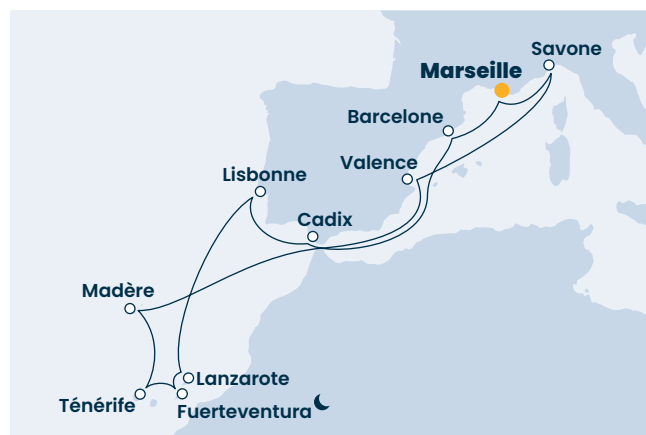 Savone
Marseille
Barcelone
Valence
Lisbonne
Cadix
Madère
Lanzarote
Ténérife
Fuerteventura